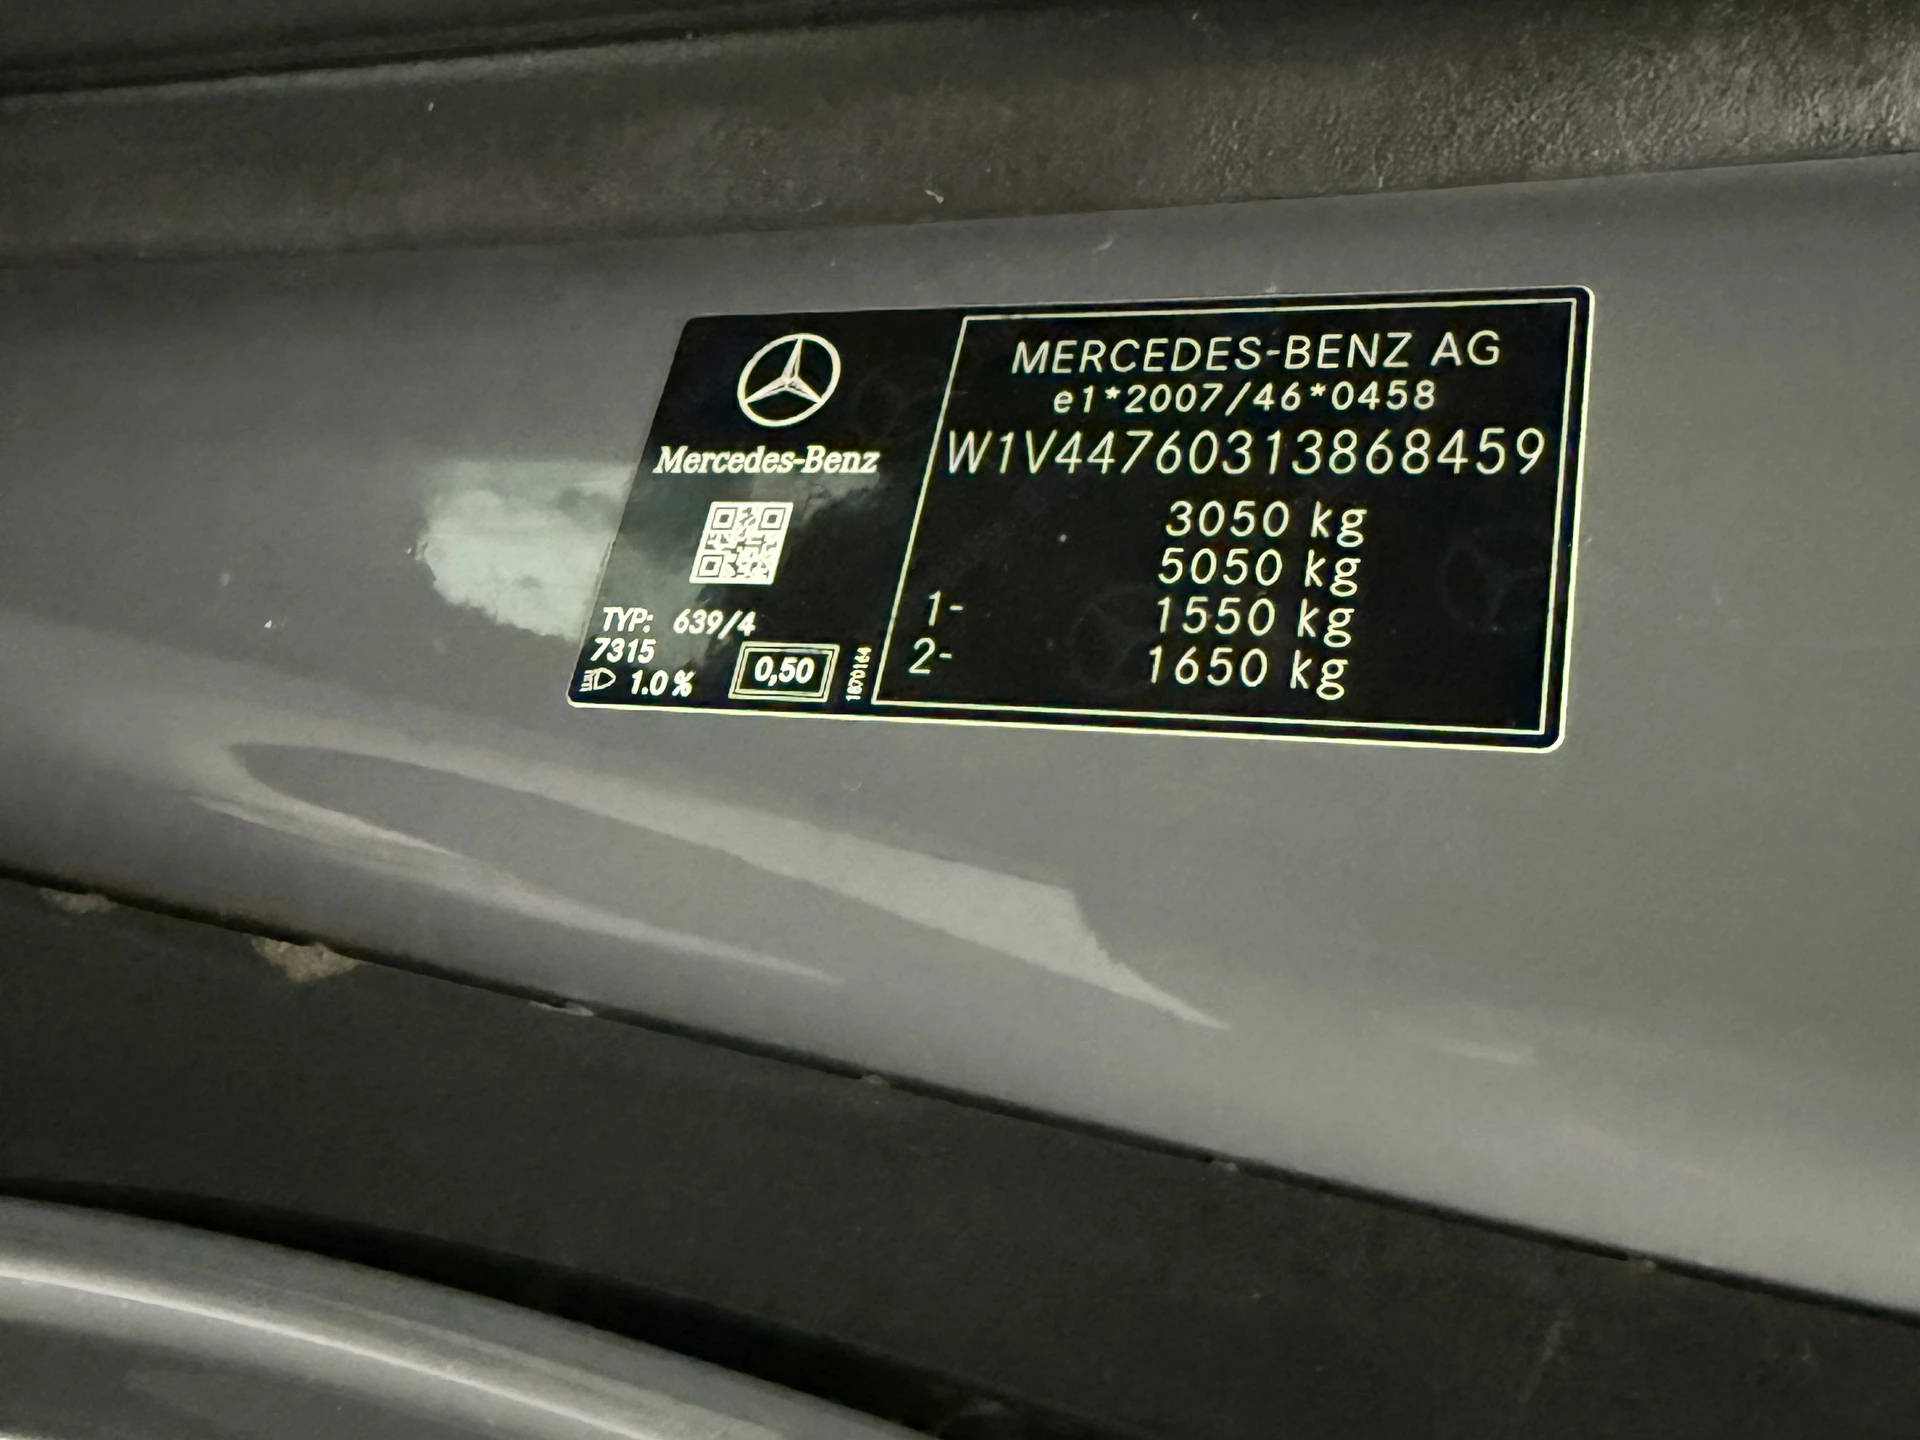 Mercedes-Benz
TYP: 639/4
7315
1.0 %
0,50
1870164
MERCEDES-BENZ AG
e1*2007/46*0458
W1V44760313868459
3050 kg
5050 kg
1- 1550 kg
2- 1650 kg